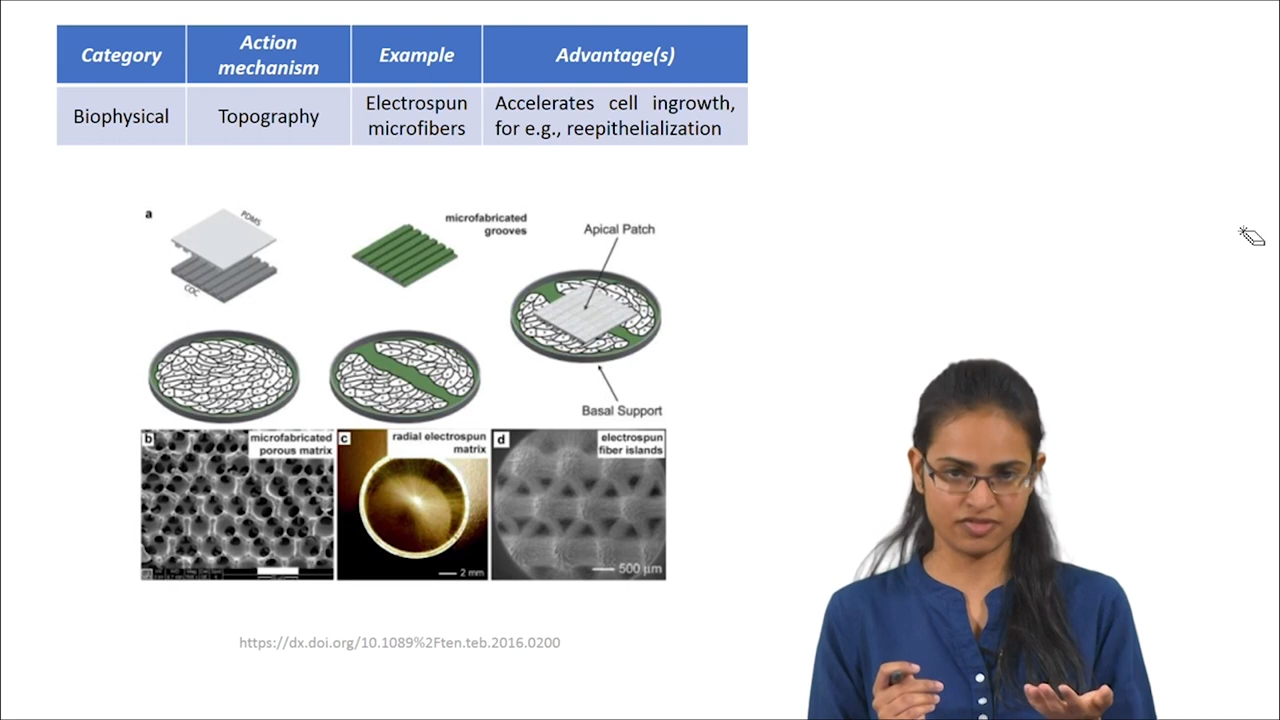 Category
Action
mechanism
Example
Advantage(s)
Biophysical
Topography
Electrospun
microfibers
Accelerates cell ingrowth,
for e.g., reepithelialization
a
PDMS
COC
microfabricated
grooves
Apical Patch
Basal Support
b
microfabricated
porous matrix
c
radial electrospun
matrix
2 mm
d
electrospun
fiber islands
500 μm
https://dx.doi.org/10.1089%2Ften.teb.2016.0200